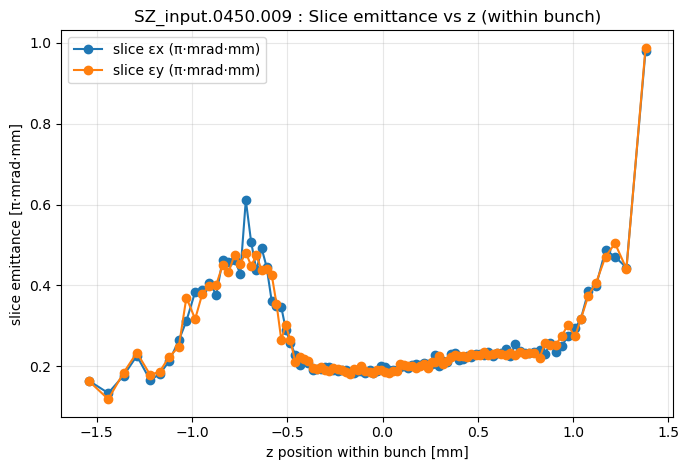 SZ_input.0450.009 : Slice emittance vs z (within bunch)
slice εx (π·mrad·mm)
slice εy (π·mrad·mm)
slice emittance [π·mrad·mm]
1.0
0.8
0.6
0.4
0.2
−1.5 −1.0 −0.5 0.0 0.5 1.0 1.5
z position within bunch [mm]